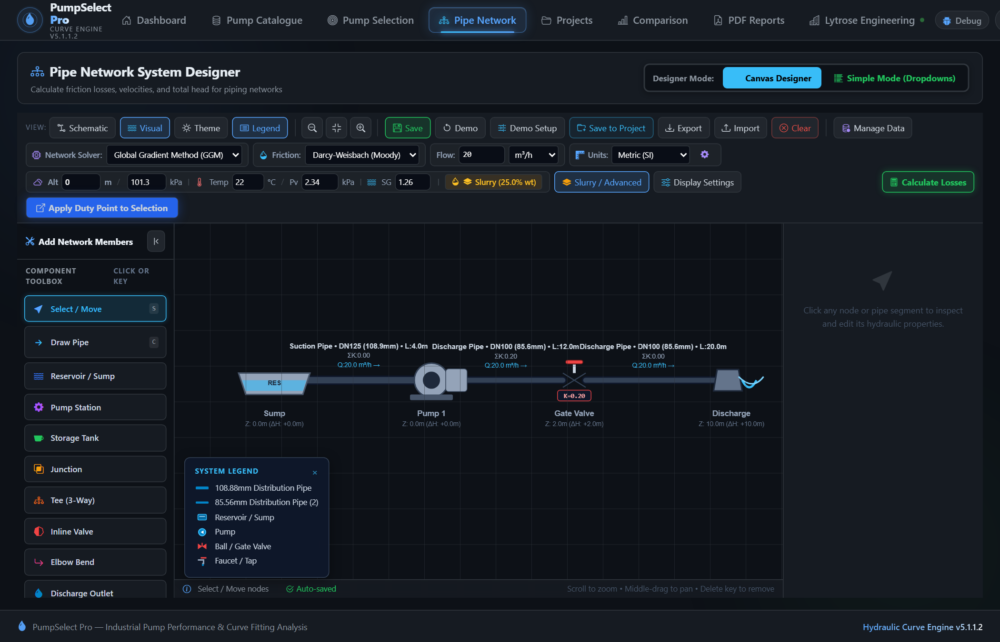 PumpSelect
Pro
CURVE ENGINE
V5.1.1.2
Dashboard
Pump Catalogue
Pump Selection
Pipe Network
Projects
Comparison
PDF Reports
Lytrose Engineering
Debug
Pipe Network System Designer
Calculate friction losses, velocities, and total head for piping networks
Designer Mode:
Canvas Designer
Simple Mode (Dropdowns)
VIEW:
Schematic
Visual
Theme
Legend
Save
Demo
Demo Setup
Save to Project
Export
Import
Clear
Manage Data
Network Solver:
Global Gradient Method (GGM)
Friction:
Darcy-Weisbach (Moody)
Flow:
20
m³/h
Units:
Metric (SI)
Alt
0
m
/
101.3
kPa
|
Temp
22
°C
/
Pv
2.34
kPa
|
SG
1.26
|
Slurry (25.0% wt)
Slurry / Advanced
Display Settings
Calculate Losses
Apply Duty Point to Selection
Add Network Members
COMPONENT
TOOLBOX
CLICK OR
KEY
Select / Move
S
Draw Pipe
C
Reservoir / Sump
Pump Station
Storage Tank
Junction
Tee (3-Way)
Inline Valve
Elbow Bend
Discharge Outlet
Suction Pipe • DN125 (108.9mm) • L:4.0m
ΣK:0.00
Q:20.0 m³/h →
Discharge Pipe • DN100 (85.6mm) • L:12.0m
ΣK:0.20
Q:20.0 m³/h →
Discharge Pipe • DN100 (85.6mm) • L:20.0m
ΣK:0.00
Q:20.0 m³/h →
RES
K=0.20
Sump
Z: 0.0m (ΔH: +0.0m)
Pump 1
Z: 0.0m (ΔH: +0.0m)
Gate Valve
Z: 2.0m (ΔH: +2.0m)
Discharge
Z: 10.0m (ΔH: +10.0m)
SYSTEM LEGEND
×
108.88mm Distribution Pipe
85.56mm Distribution Pipe (2)
Reservoir / Sump
Pump
Ball / Gate Valve
Faucet / Tap
Click any node or pipe segment to inspect
and edit its hydraulic properties.
Select / Move nodes
Auto-saved
Scroll to zoom • Middle-drag to pan • Delete key to remove
PumpSelect Pro — Industrial Pump Performance & Curve Fitting Analysis
Hydraulic Curve Engine v5.1.1.2